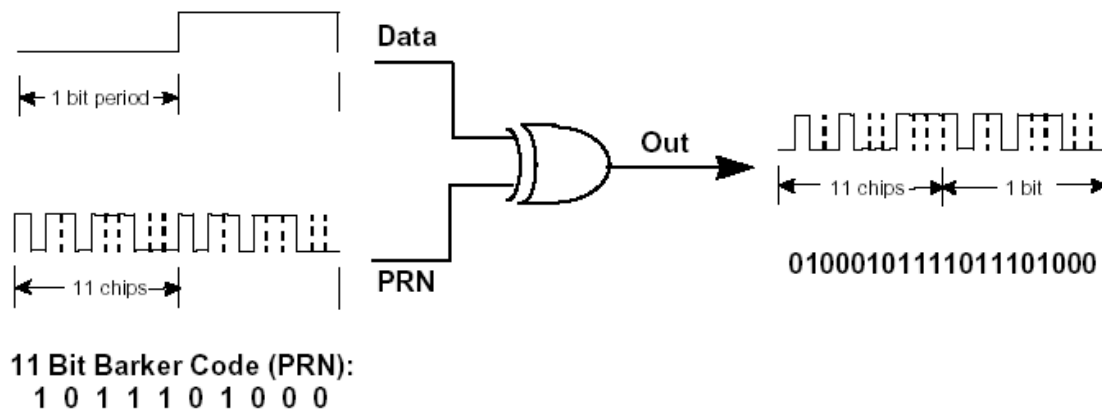 Data
1 bit period
Out
11 chips
1 bit
PRN
11 chips
01000101111011101000
11 Bit Barker Code (PRN):
1 0 1 1 1 0 1 0 0 0